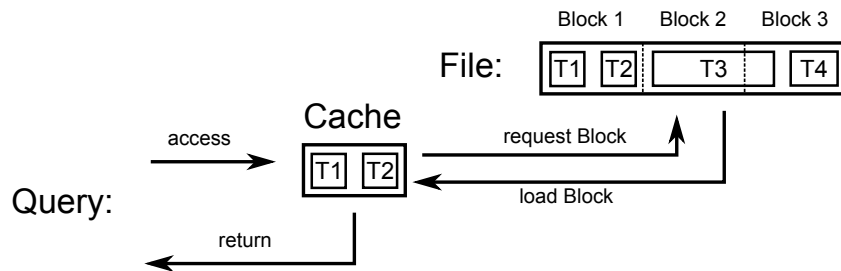 Block 1 Block 2 Block 3
File: T1 T2 T3 T4
Cache
access
request Block
T1 T2
load Block
Query:
return